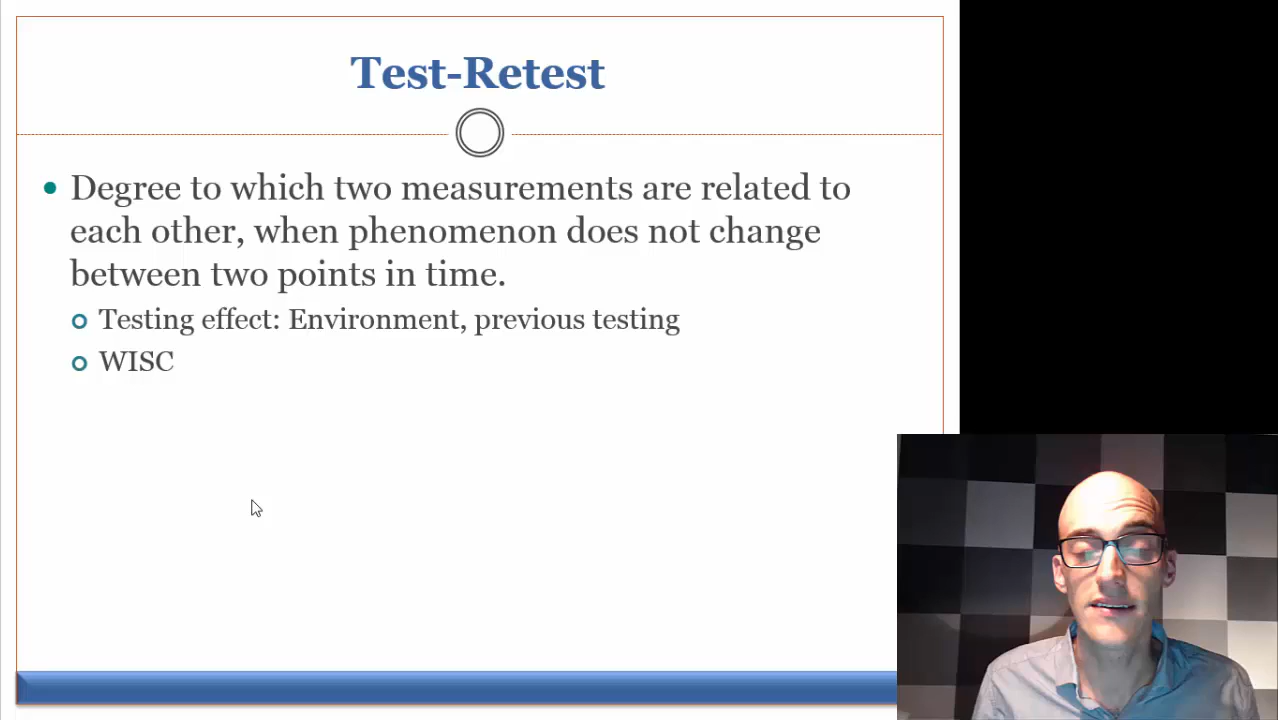 Test-Retest
Degree to which two measurements are related to
each other, when phenomenon does not change
between two points in time.
Testing effect: Environment, previous testing
WISC